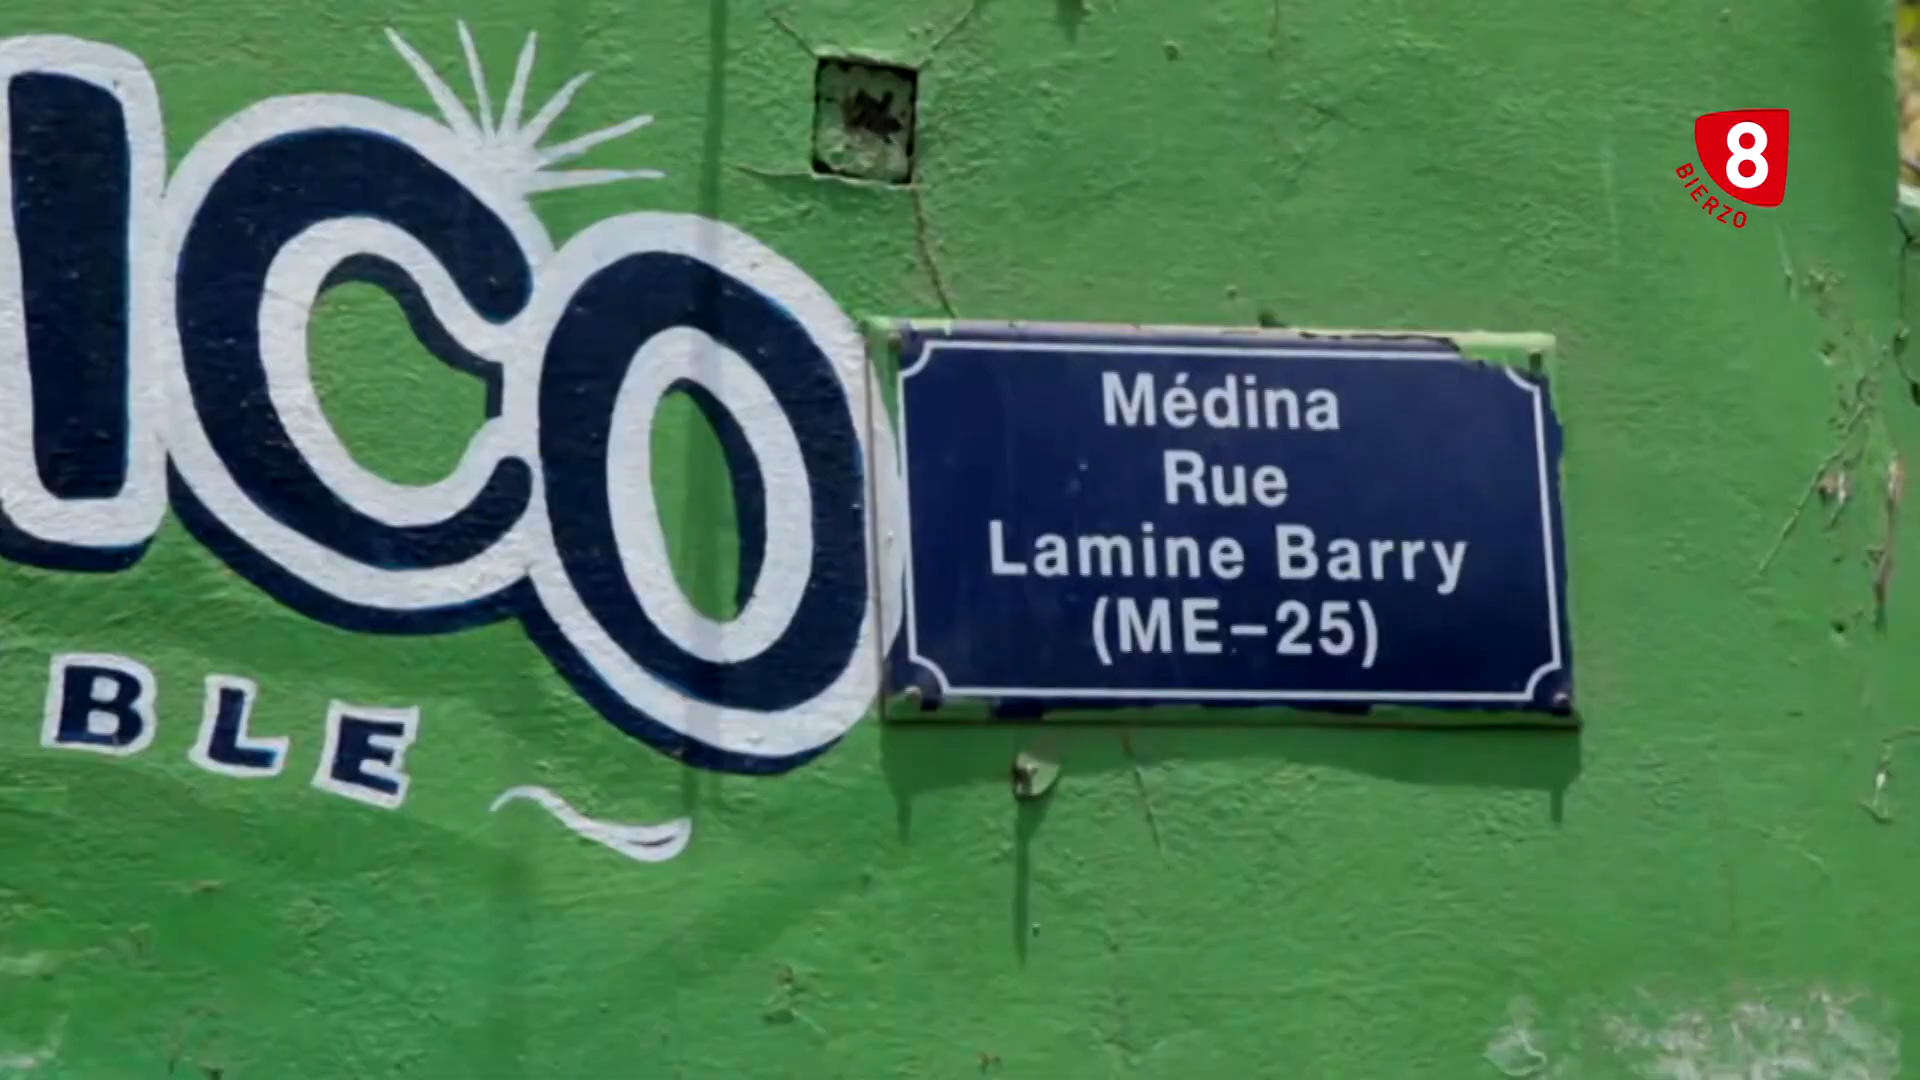 ICO
BLE
Médina
Rue
Lamine Barry
(ME-25)
8
BIERZO